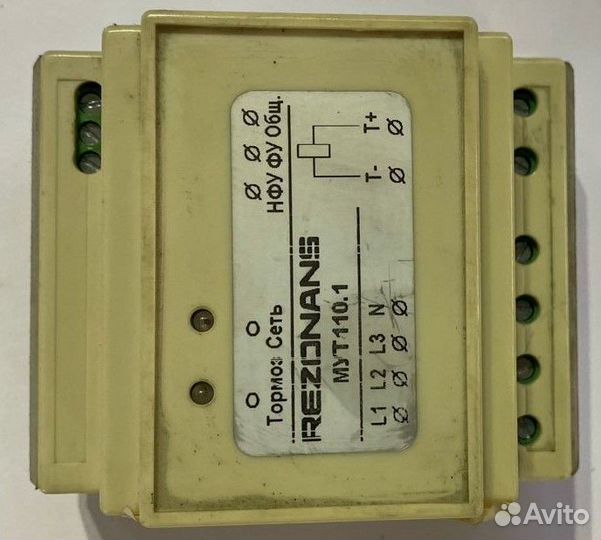 Тормоз Сеть
НФУ ФУ Общ.
REZONANS
МУТ110.1
L1 L2 L3 N
T- T+
Avito